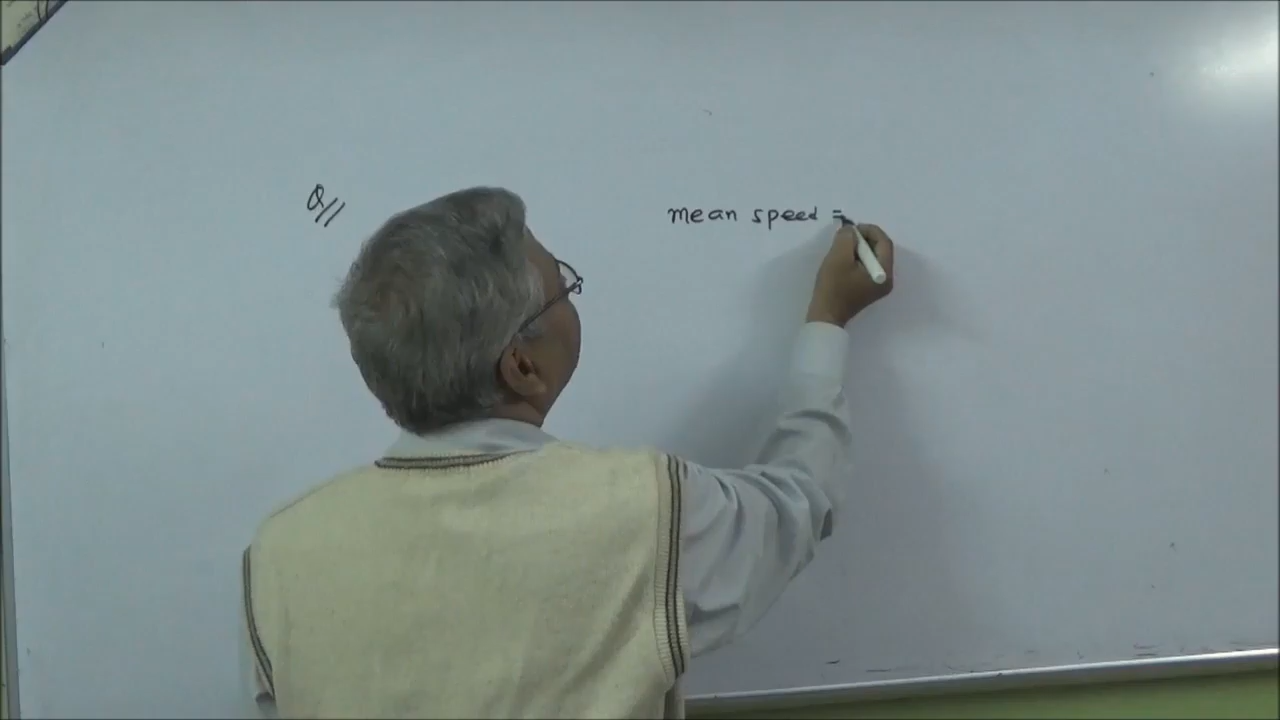 Q//
mean speed =